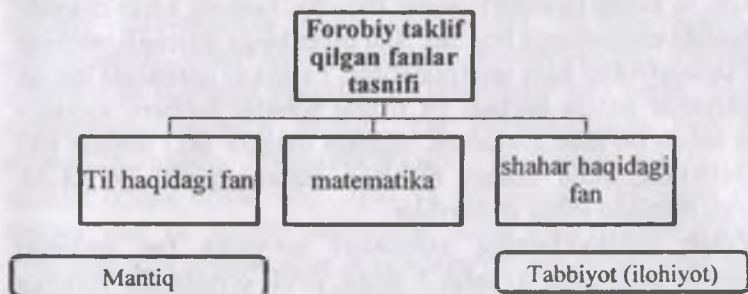 Forobiy taklif
qilgan fanlar
tasnifi
Til haqidagi fan
matematika
shahar haqidagi
fan
Mantiq
Tabbiyot (ilohiyot)